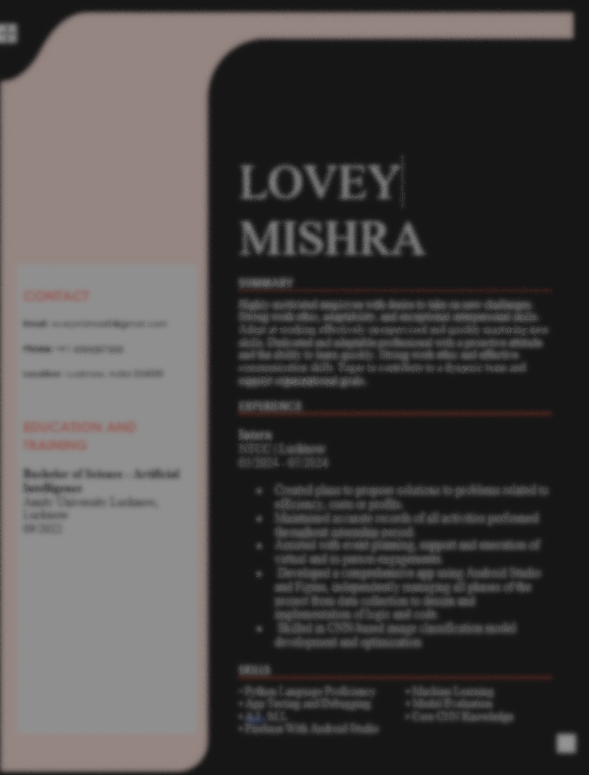 LOVEY
MISHRA
SUMMARY
Highly motivated employee with desire to take on new challenges.
Strong work ethic, adaptability, and exceptional interpersonal skills.
Adept at working effectively unsupervised and quickly mastering new
skills. Dedicated and adaptable professional with a proactive attitude
and the ability to learn quickly. Strong work ethic and effective
communication skills. Eager to contribute to a dynamic team and
support organizational goals.
EXPERIENCE
Intern
Lucknow
03/2024 - 07/2024
Created plans to propose solutions to problems related to
efficiency, costs or profits.
Maintained accurate records of all activities performed
throughout internship period.
Assisted with event planning, support and execution of
virtual and in-person engagements.
Developed a comprehensive app using Android Studio
and Figma, independently managing all phases of the
project from data collection to design and
implementation of logic and code.
Skilled in CNN-based image classification model
development and optimization.
SKILLS
• Python Language Proficiency
• App Testing and Debugging
• A.I., M.L
• With Android Studio
• Machine Learning
• Model Evaluation
• Core CNN Knowledge
CONTACT
Email:
Phone: +91
Location: Lucknow, India
EDUCATION AND
TRAINING
Bachelor of Science - Artificial
Intelligence
Amity University Lucknow,
Lucknow
09/2022